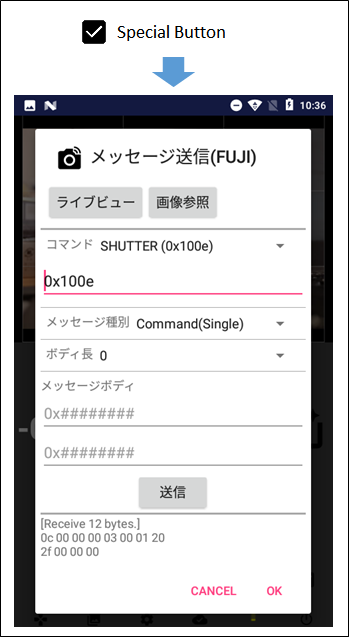 Special Button
10:36
メッセージ送信(FUJI)
ライブビュー 画像参照
コマンド SHUTTER (0x100e)
0x100e
メッセージ種別 Command(Single)
ボディ長 0
メッセージボディ
0x########
0x########
送信
[Receive 12 bytes.]
0c 00 00 00 03 00 01 20
2f 00 00 00
CANCEL OK